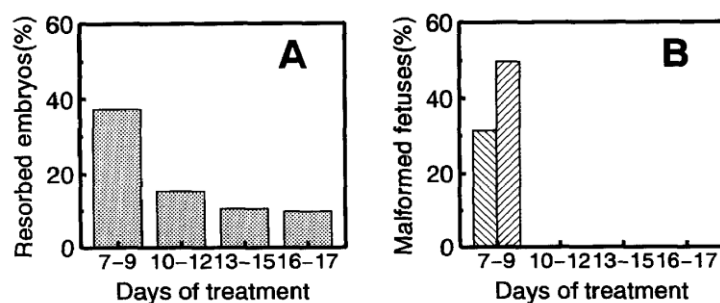 A
Resorbed embryos(%)
60
40
20
0
7-9 10-12 13-15 16-17
Days of treatment
B
Malformed fetuses(%)
60
40
20
0
7-9 10-12 13-15 16-17
Days of treatment